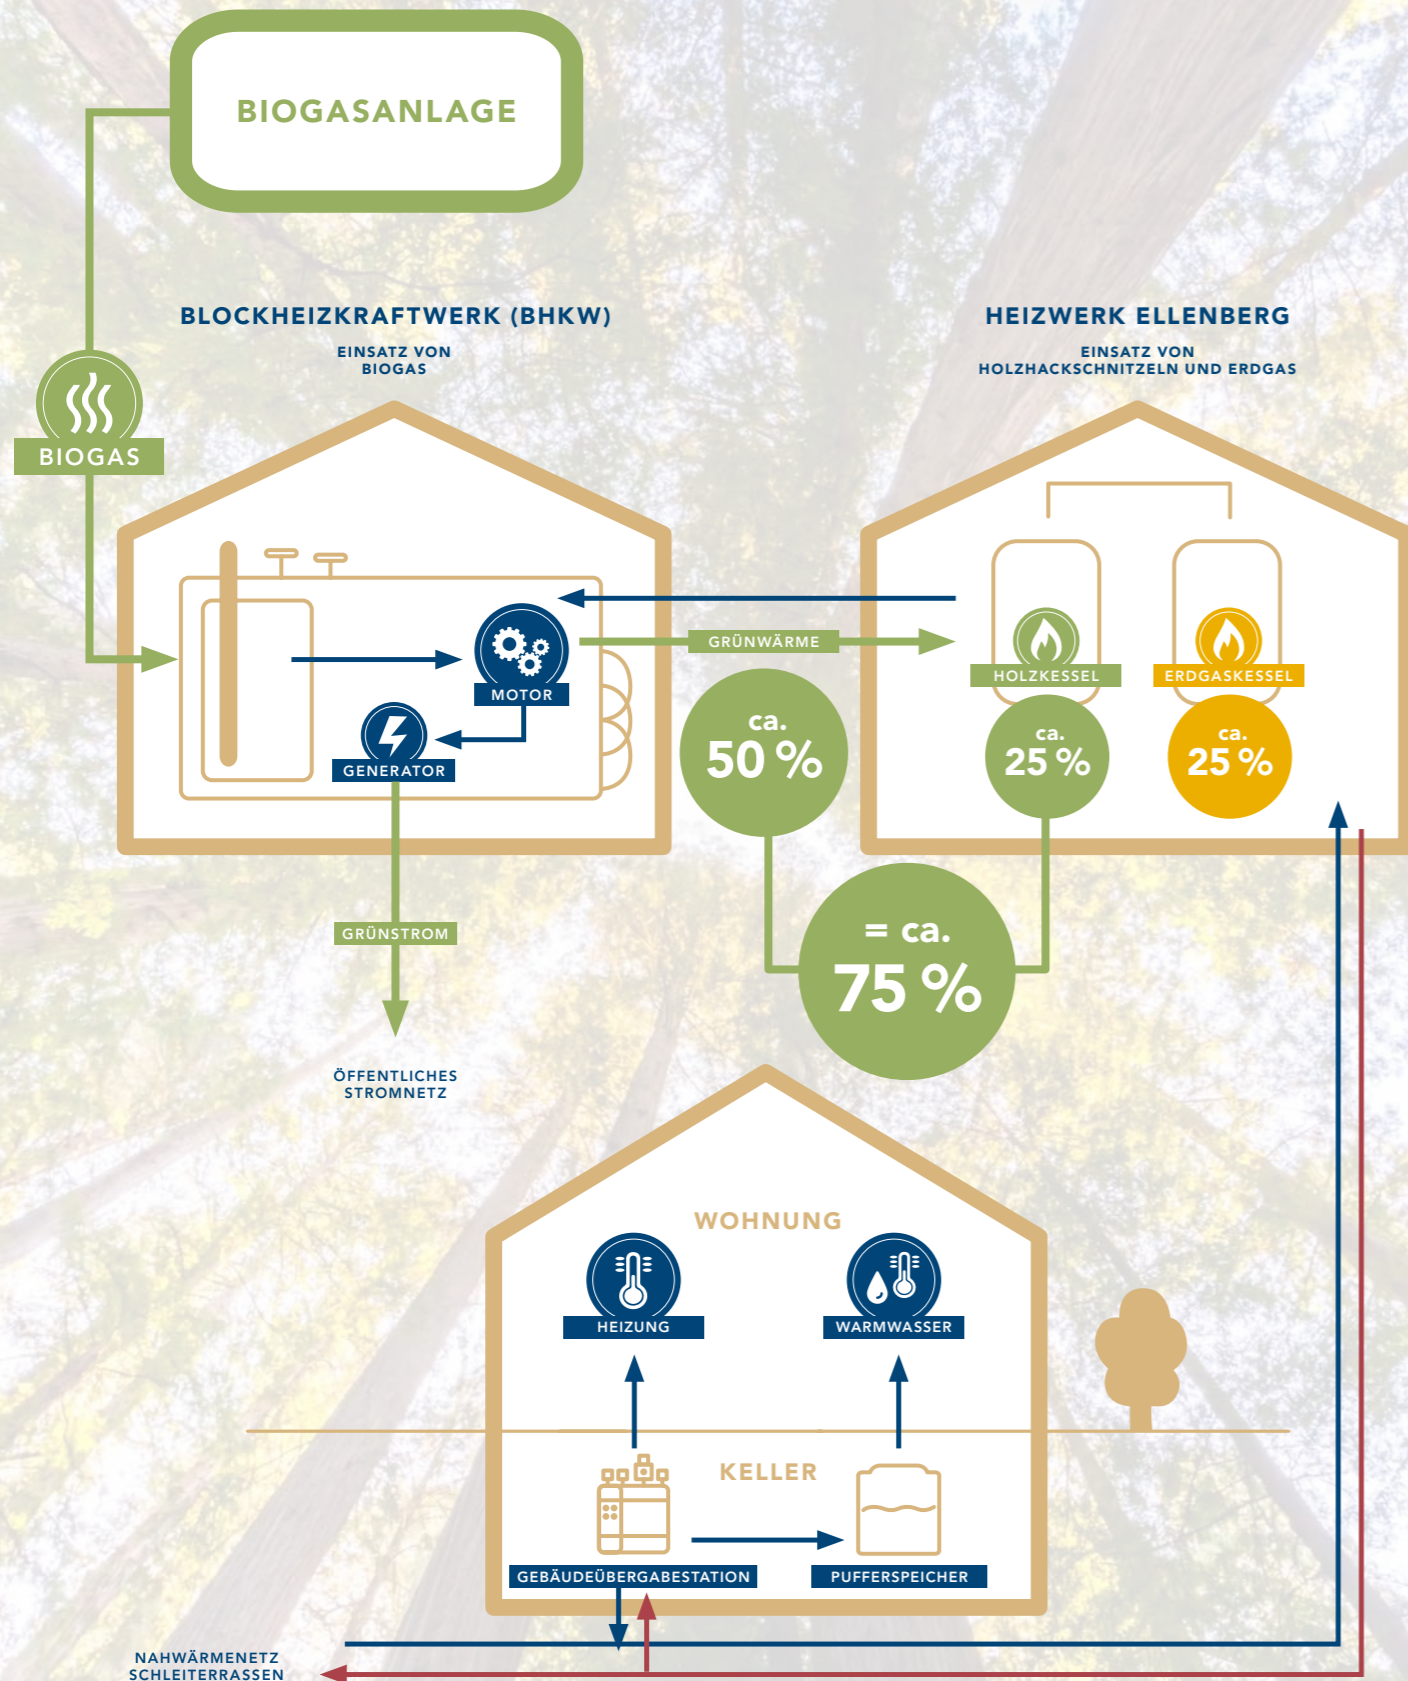 BIOGASANLAGE
BLOCKHEIZKRAFTWERK (BHKW)
EINSATZ VON
BIOGAS
HEIZWERK ELLENBERG
EINSATZ VON
HOLZHACKSCHNITZELN UND ERDGAS
BIOGAS
MOTOR
GENERATOR
GRÜNWÄRME
HOLZKESSEL
ERDGASKESSEL
ca.
50 %
ca.
25 %
ca.
25 %
= ca.
75 %
GRÜNSTROM
ÖFFENTLICHES
STROMNETZ
WOHNUNG
HEIZUNG
WARMWASSER
KELLER
GEBÄUDEÜBERGABESTATION
PUFFERSPEICHER
NAHWÄRMENETZ
SCHLEITERRASSEN